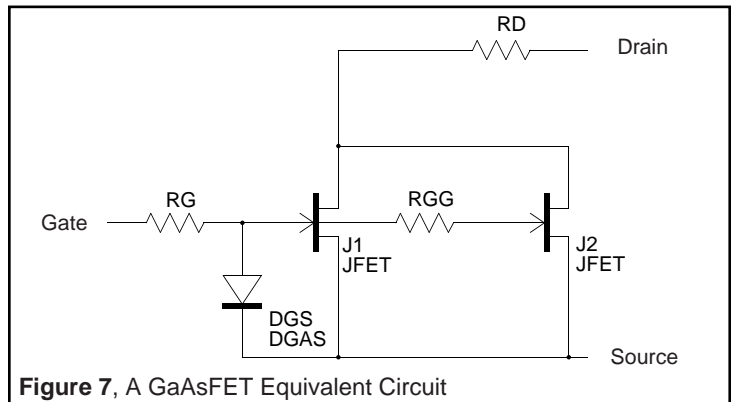 RD
Drain
RG
RGG
Gate
J1
JFET
J2
JFET
DGS
DGAS
Source
Figure 7, A GaAsFET Equivalent Circuit